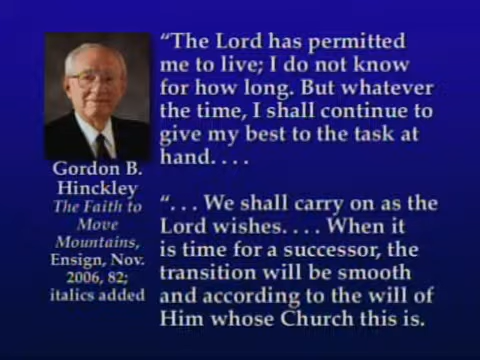 “The Lord has permitted
me to live; I do not know
for how long. But whatever
the time, I shall continue to
give my best to the task at
hand. . . .
“. . . We shall carry on as the
Lord wishes. . . . When it
is time for a successor, the
transition will be smooth
and according to the will of
Him whose Church this is.
Gordon B.
Hinckley
The Faith to
Move
Mountains,
Ensign, Nov.
2006, 82;
italics added